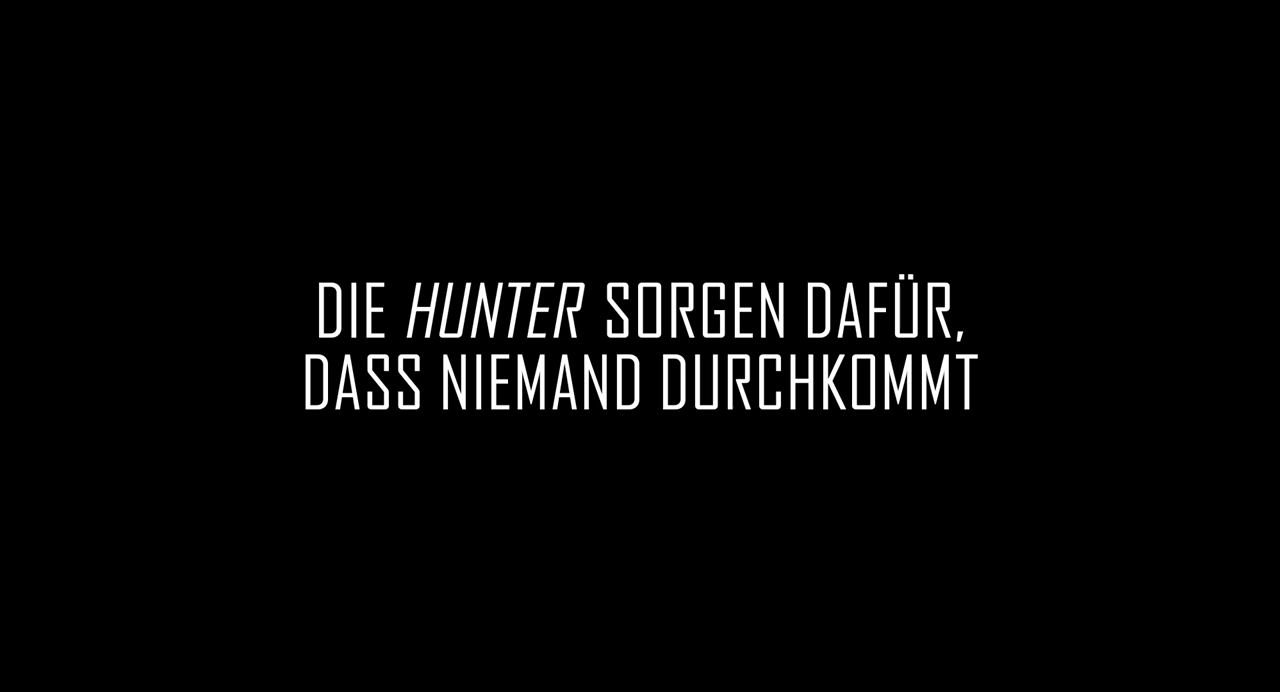 DIE HUNTER SORGEN DAFÜR,
DASS NIEMAND DURCHKOMMT